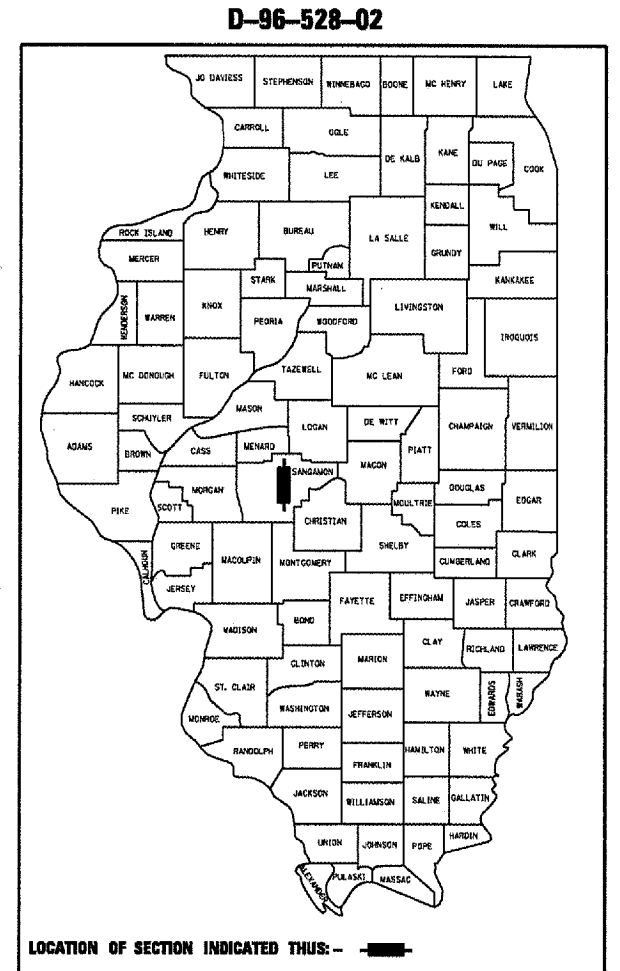 D-96-528-02
JO DAVIESS STEPHENSON WINNEBAGO BOONE MC HENRY LAKE
CARROLL OGLE
DE KALB KANE DU PAGE COOK
WHITESIDE LEE
KENDALL
ROCK ISLAND HENRY BUREAU LA SALLE WILL
MERCER GRUNDY
PUTNAM
STARK MARSHALL KANKAKEE
HENDERSON WARREN KNOX PEORIA WOODFORD LIVINGSTON
IROQUOIS
HANCOCK MC DONOUGH FULTON TAZEWELL MC LEAN FORD
MASON
SCHUYLER LOGAN DE WITT CHAMPAIGN VERMILION
ADAMS BROWN CASS MENARD PIATT
SANGAMON MACON
MORGAN DOUGLAS EDGAR
PIKE SCOTT CHRISTIAN MOULTRIE
COLES
GREENE SHELBY
CALHOUN MACOUPIN MONTGOMERY CUMBERLAND CLARK
JERSEY
FAYETTE EFFINGHAM JASPER CRAWFORD
MADISON BOND
CLAY RICHLAND LAWRENCE
CLINTON MARION
ST. CLAIR WAYNE EDWARDS WABASH
WASHINGTON JEFFERSON
MONROE
RANDOLPH PERRY HAMILTON WHITE
FRANKLIN
JACKSON WILLIAMSON SALINE GALLATIN
UNION JOHNSON POPE HARDIN
ALEXANDER PULASKI MASSAC
LOCATION OF SECTION INDICATED THUS: -